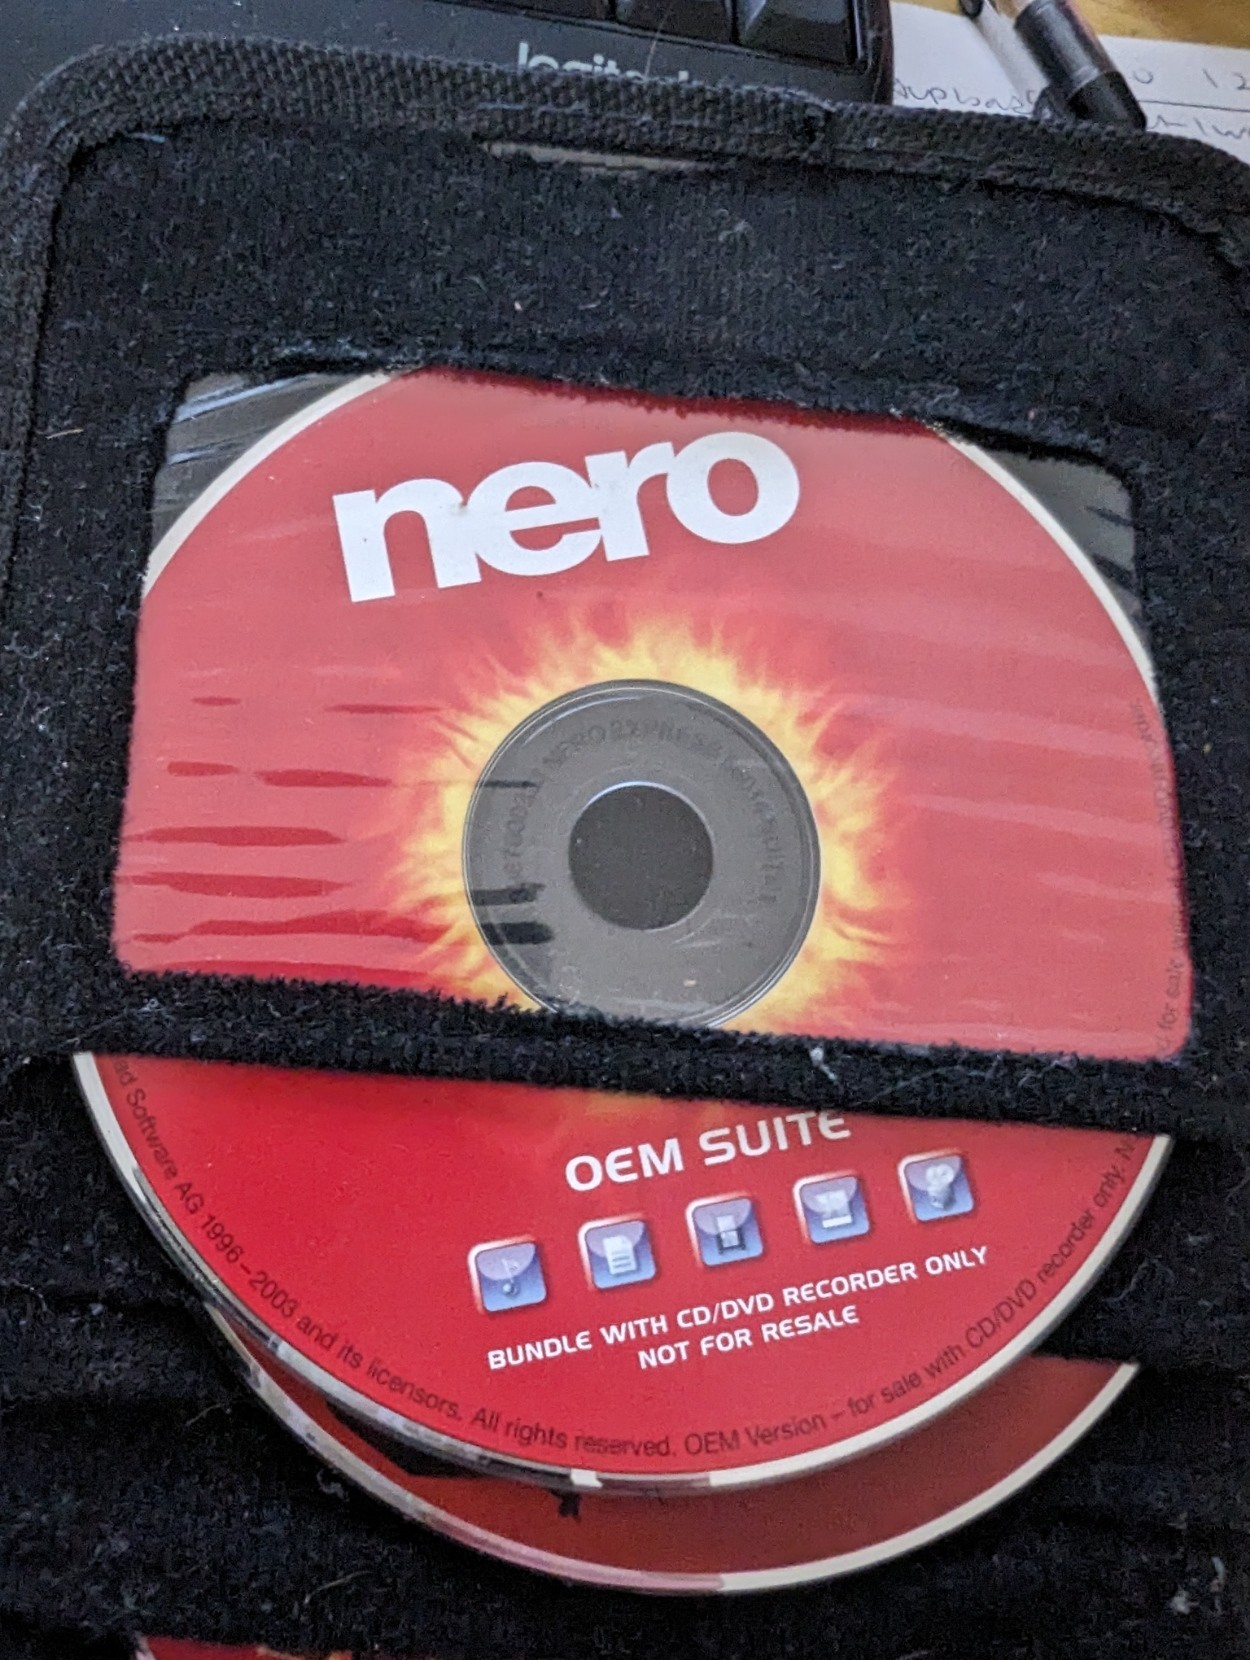 nero
OEM SUITE
BUNDLE WITH CD/DVD RECORDER ONLY
NOT FOR RESALE
ad Software AG 1996 – 2003 and its licensors. All rights reserved. OEM Version – for sale with CD/DVD recorder only. N